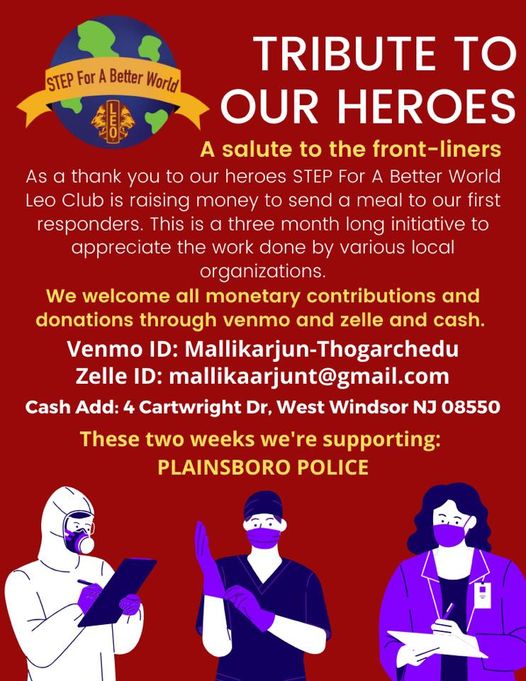 STEP For A Better World
LEO
TRIBUTE TO
OUR HEROES
A salute to the front-liners
As a thank you to our heroes STEP For A Better World
Leo Club is raising money to send a meal to our first
responders. This is a three month long initiative to
appreciate the work done by various local
organizations.
We welcome all monetary contributions and
donations through venmo and zelle and cash.
Venmo ID: Mallikarjun-Thogarchedu
Zelle ID: mallikaarjunt@gmail.com
Cash Add: 4 Cartwright Dr, West Windsor NJ 08550
These two weeks we're supporting:
PLAINSBORO POLICE